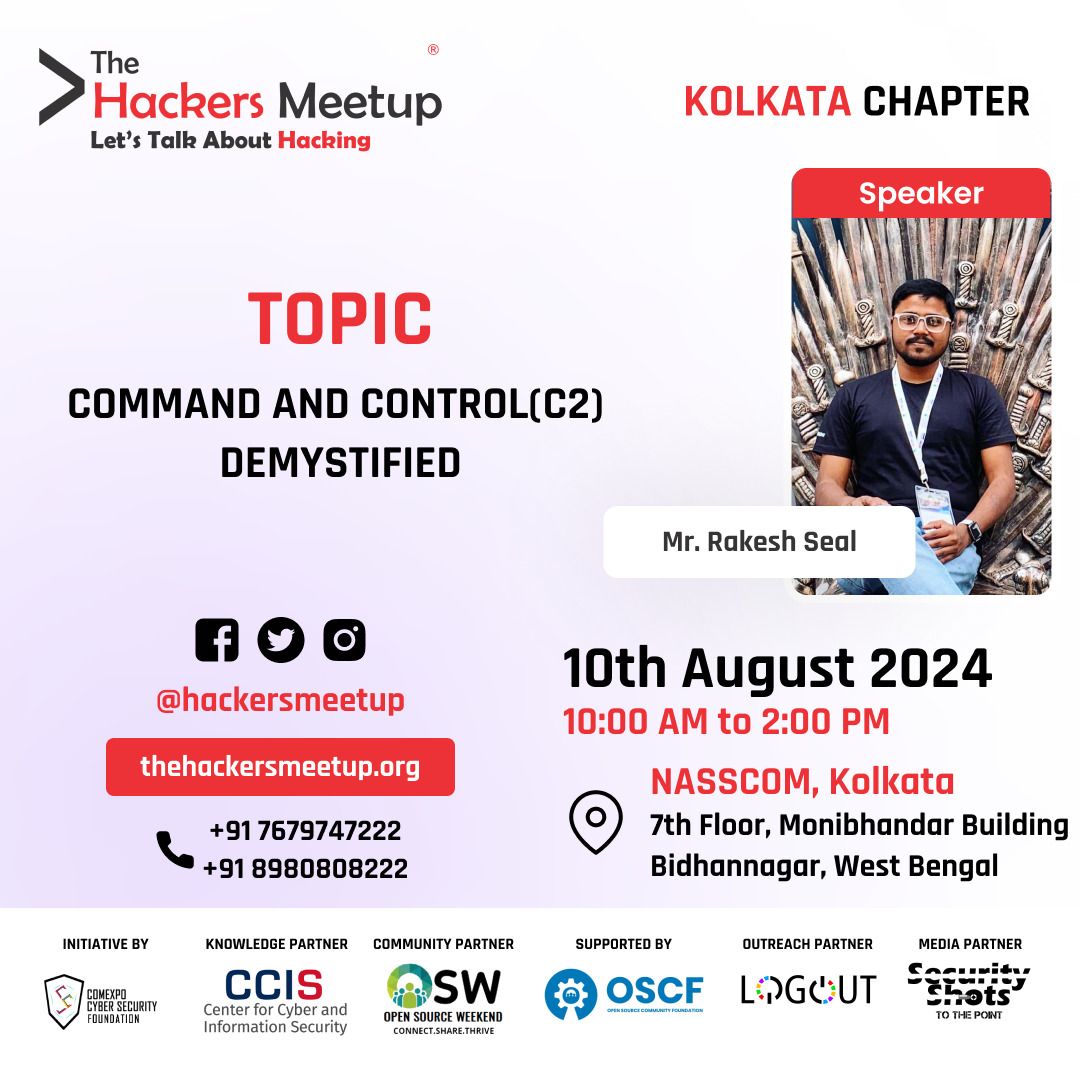 The
Hackers Meetup ®
Let's Talk About Hacking
KOLKATA CHAPTER
Speaker
TOPIC
COMMAND AND CONTROL(C2)
DEMYSTIFIED
Mr. Rakesh Seal
@hackersmeetup
thehackersmeetup.org
+91 7679747222
+91 8980808222
10th August 2024
10:00 AM to 2:00 PM
NASSCOM, Kolkata
7th Floor, Monibhandar Building
Bidhannagar, West Bengal
INITIATIVE BY
COMEXPO
CYBER SECURITY
FOUNDATION
KNOWLEDGE PARTNER
CCIS
Center for Cyber and
Information Security
COMMUNITY PARTNER
OSW
OPEN SOURCE WEEKEND
CONNECT.SHARE.THRIVE
SUPPORTED BY
OSCF
OPEN SOURCE COMMUNITY FOUNDATION
OUTREACH PARTNER
LOGOUT
MEDIA PARTNER
Security
Shots
TO THE POINT